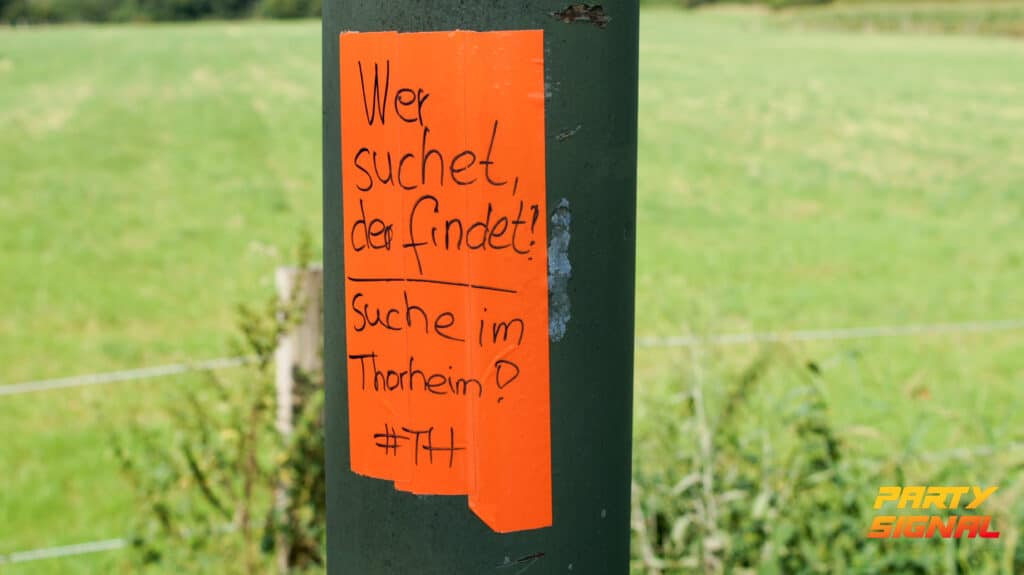 Wer
suchet,
der findet!
suche im
Thorheim?
#TH
PARTY
SIGNAL